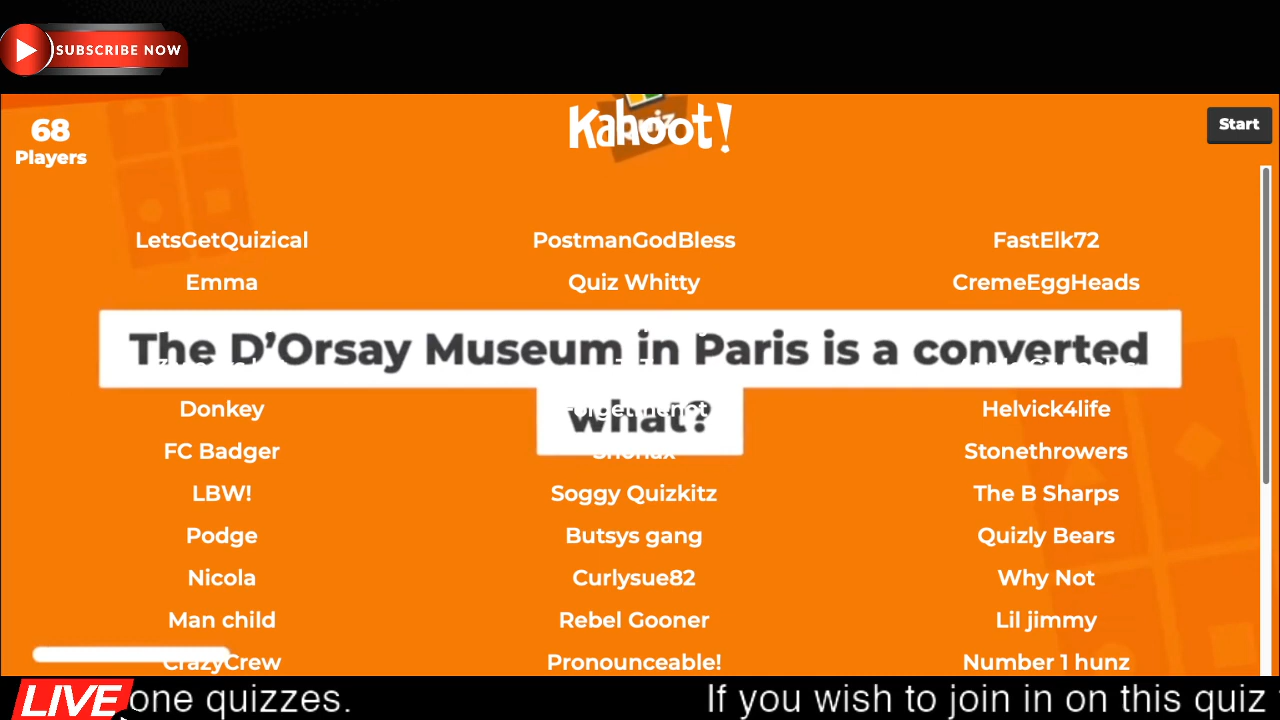 SUBSCRIBE NOW
68
Players
Kahoot!
Start
LetsGetQuizical
PostmanGodBless
FastElk72
Emma
Quiz Whitty
CremeEggHeads
The D’Orsay Museum in Paris is a converted
what?
Donkey
Helvick4life
FC Badger
Stonethrowers
LBW!
Soggy Quizkitz
The B Sharps
Podge
Butsys gang
Quizly Bears
Nicola
Curlysue82
Why Not
Man child
Rebel Gooner
Lil jimmy
CrazyCrew
Pronounceable!
Number 1 hunz
LIVE
one quizzes.
If you wish to join in on this quiz